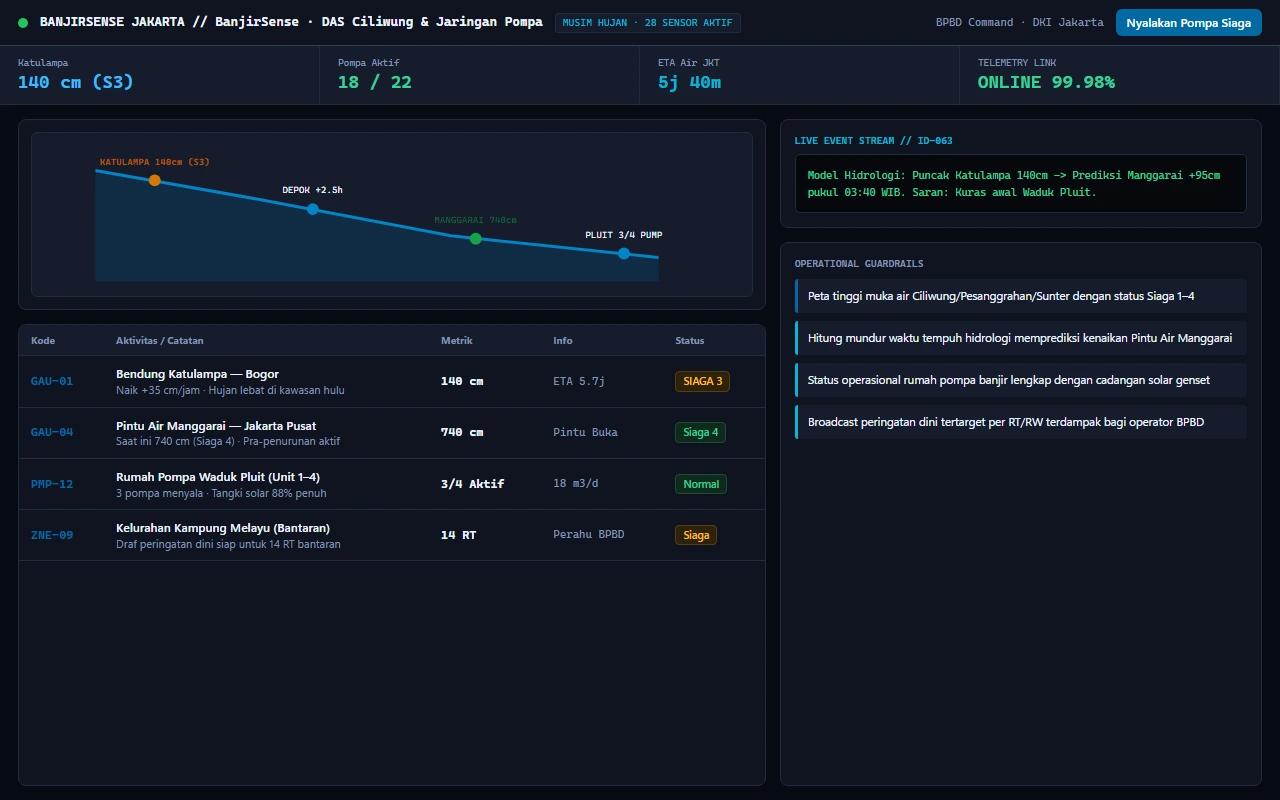 BANJIRSENSE JAKARTA // BanjirSense · DAS Ciliwung & Jaringan Pompa
MUSIM HUJAN · 28 SENSOR AKTIF
BPBD Command · DKI Jakarta
Nyalakan Pompa Siaga
Katulampa
140 cm (S3)
Pompa Aktif
18 / 22
ETA Air JKT
5j 40m
TELEMETRY LINK
ONLINE 99.98%
KATULAMPA 140cm (S3)
DEPOK +2.5h
MANGGARAI 740cm
PLUIT 3/4 PUMP
Kode Aktivitas / Catatan Metrik Info Status
GAU-01 Bendung Katulampa — Bogor 140 cm ETA 5.7j SIAGA 3
Naik +35 cm/jam · Hujan lebat di kawasan hulu
GAU-04 Pintu Air Manggarai — Jakarta Pusat 740 cm Pintu Buka Siaga 4
Saat ini 740 cm (Siaga 4) · Pra-penurunan aktif
PMP-12 Rumah Pompa Waduk Pluit (Unit 1–4) 3/4 Aktif 18 m3/d Normal
3 pompa menyala · Tangki solar 88% penuh
ZNE-09 Kelurahan Kampung Melayu (Bantaran) 14 RT Perahu BPBD Siaga
Draf peringatan dini siap untuk 14 RT bantaran
LIVE EVENT STREAM // ID-063
Model Hidrologi: Puncak Katulampa 140cm -> Prediksi Manggarai +95cm
pukul 03:40 WIB. Saran: Kuras awal Waduk Pluit.
OPERATIONAL GUARDRAILS
Peta tinggi muka air Ciliwung/Pesanggrahan/Sunter dengan status Siaga 1–4
Hitung mundur waktu tempuh hidrologi memprediksi kenaikan Pintu Air Manggarai
Status operasional rumah pompa banjir lengkap dengan cadangan solar genset
Broadcast peringatan dini tertarget per RT/RW terdampak bagi operator BPBD